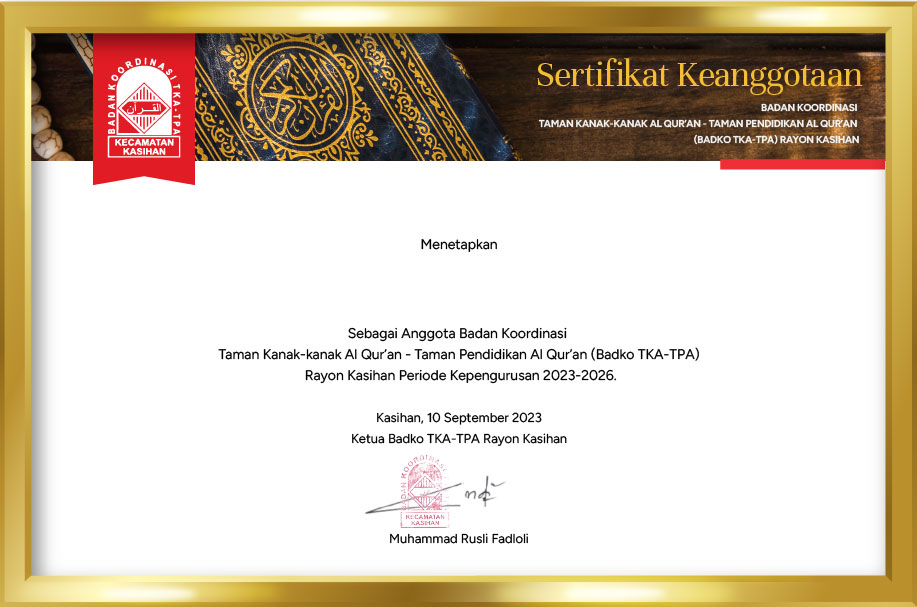 Sertifikat Keanggotaan
BADAN KOORDINASI
TAMAN KANAK-KANAK AL QUR'AN - TAMAN PENDIDIKAN AL QUR'AN
(BADKO TKA-TPA) RAYON KASIHAN
BADAN KOORDINASI TKA-TPA
القرآن
KECAMATAN
KASIHAN
Menetapkan
Sebagai Anggota Badan Koordinasi
Taman Kanak-kanak Al Qur'an - Taman Pendidikan Al Qur'an (Badko TKA-TPA)
Rayon Kasihan Periode Kepengurusan 2023-2026.
Kasihan, 10 September 2023
Ketua Badko TKA-TPA Rayon Kasihan
BADAN KOORDINASI
KECAMATAN
KASIHAN
Muhammad Rusli Fadloli